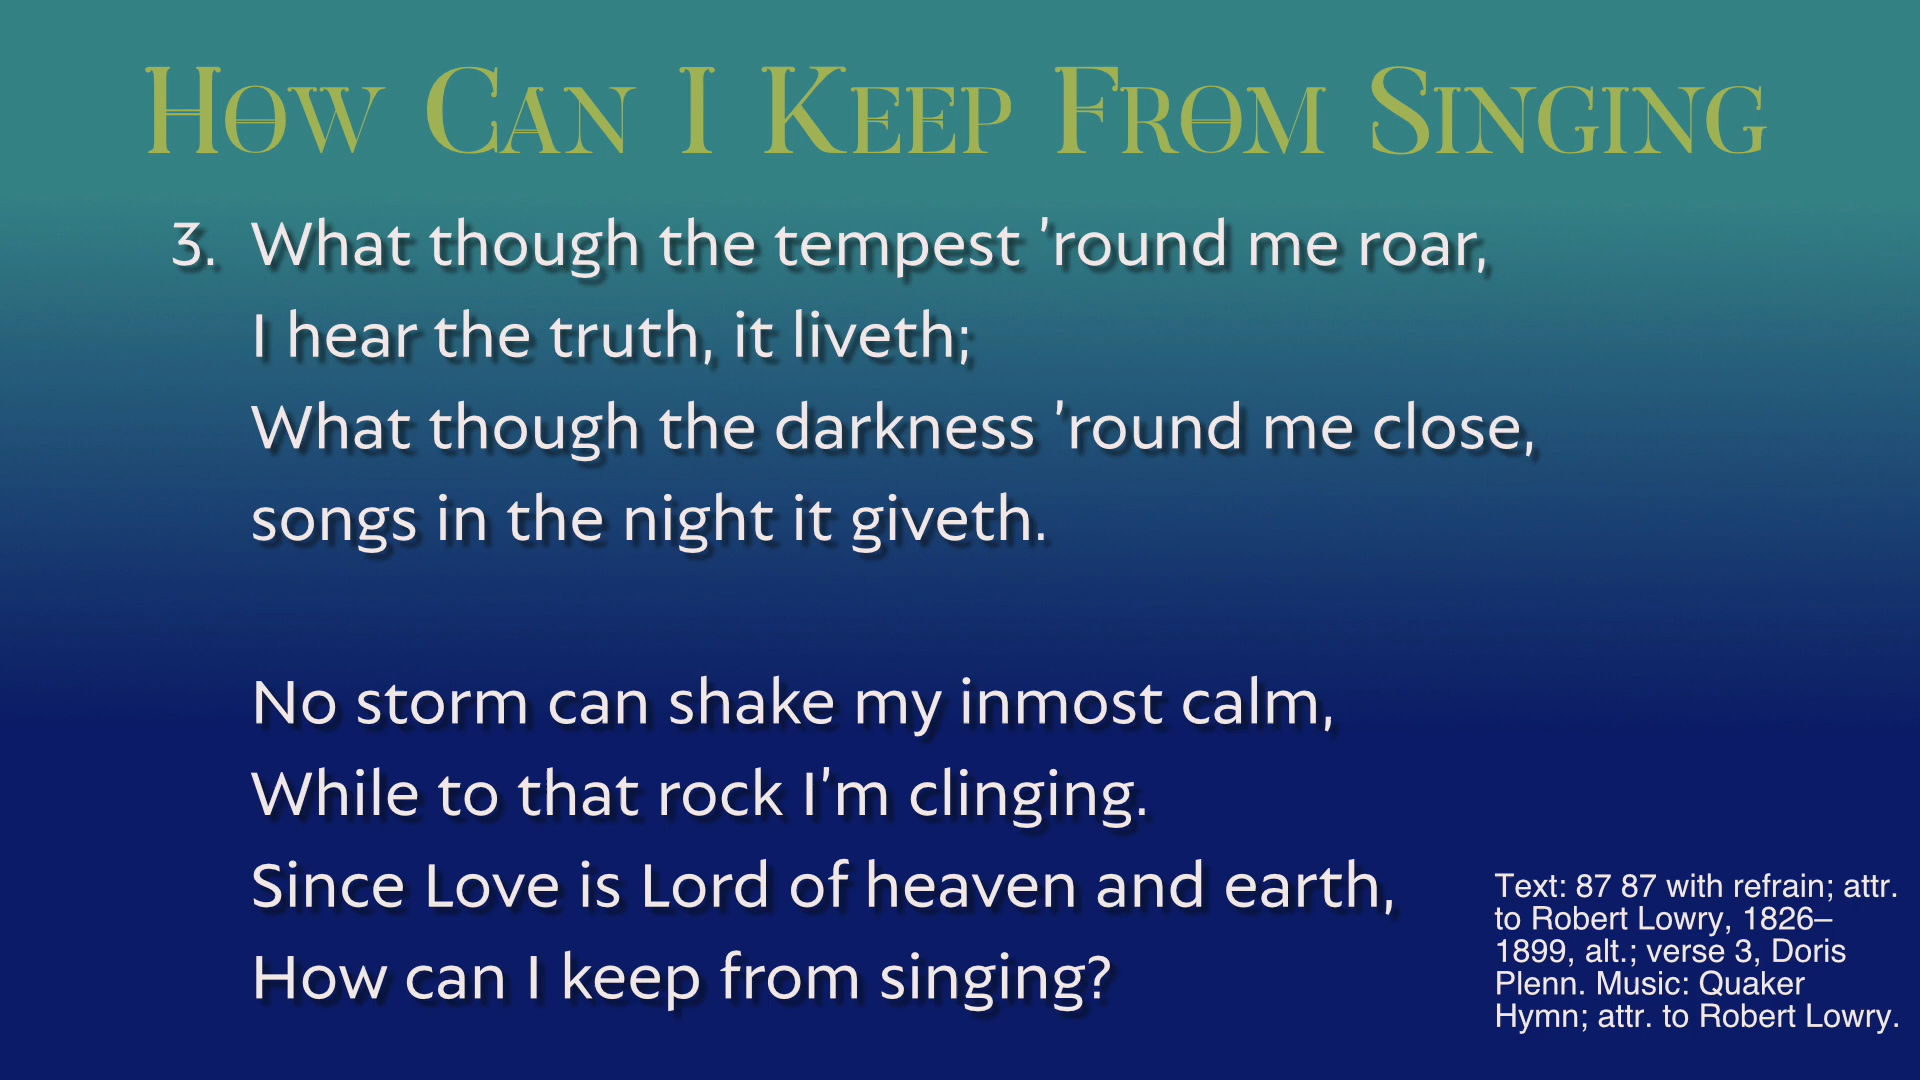 How Can I Keep From Singing
3. What though the tempest ’round me roar,
I hear the truth, it liveth;
What though the darkness ’round me close,
songs in the night it giveth.
No storm can shake my inmost calm,
While to that rock I’m clinging.
Since Love is Lord of heaven and earth,
How can I keep from singing?
Text: 87 87 with refrain; attr.
to Robert Lowry, 1826–
1899, alt.; verse 3, Doris
Plenn. Music: Quaker
Hymn; attr. to Robert Lowry.